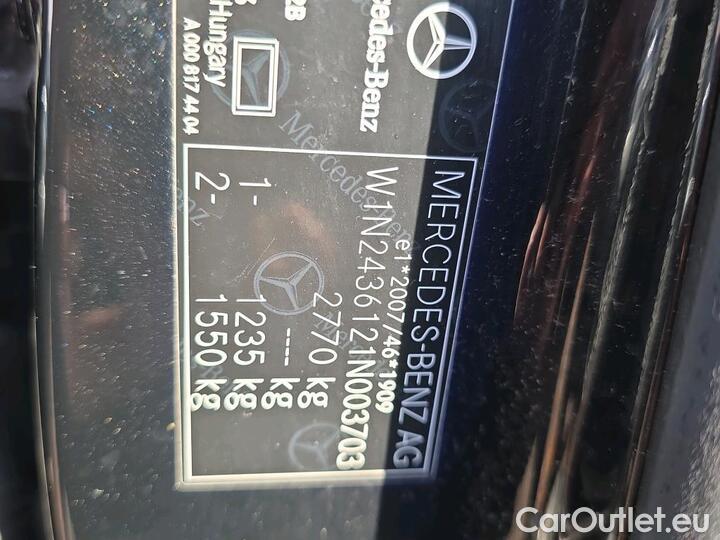 MERCEDES-BENZ AG
e1*2007/46*1909
W1N2436121N003703
2770 kg
---- kg
1- 1235 kg
2- 1550 kg
Mercedes-Benz
Hungary
A 000 817 44 04
CarOutlet.eu